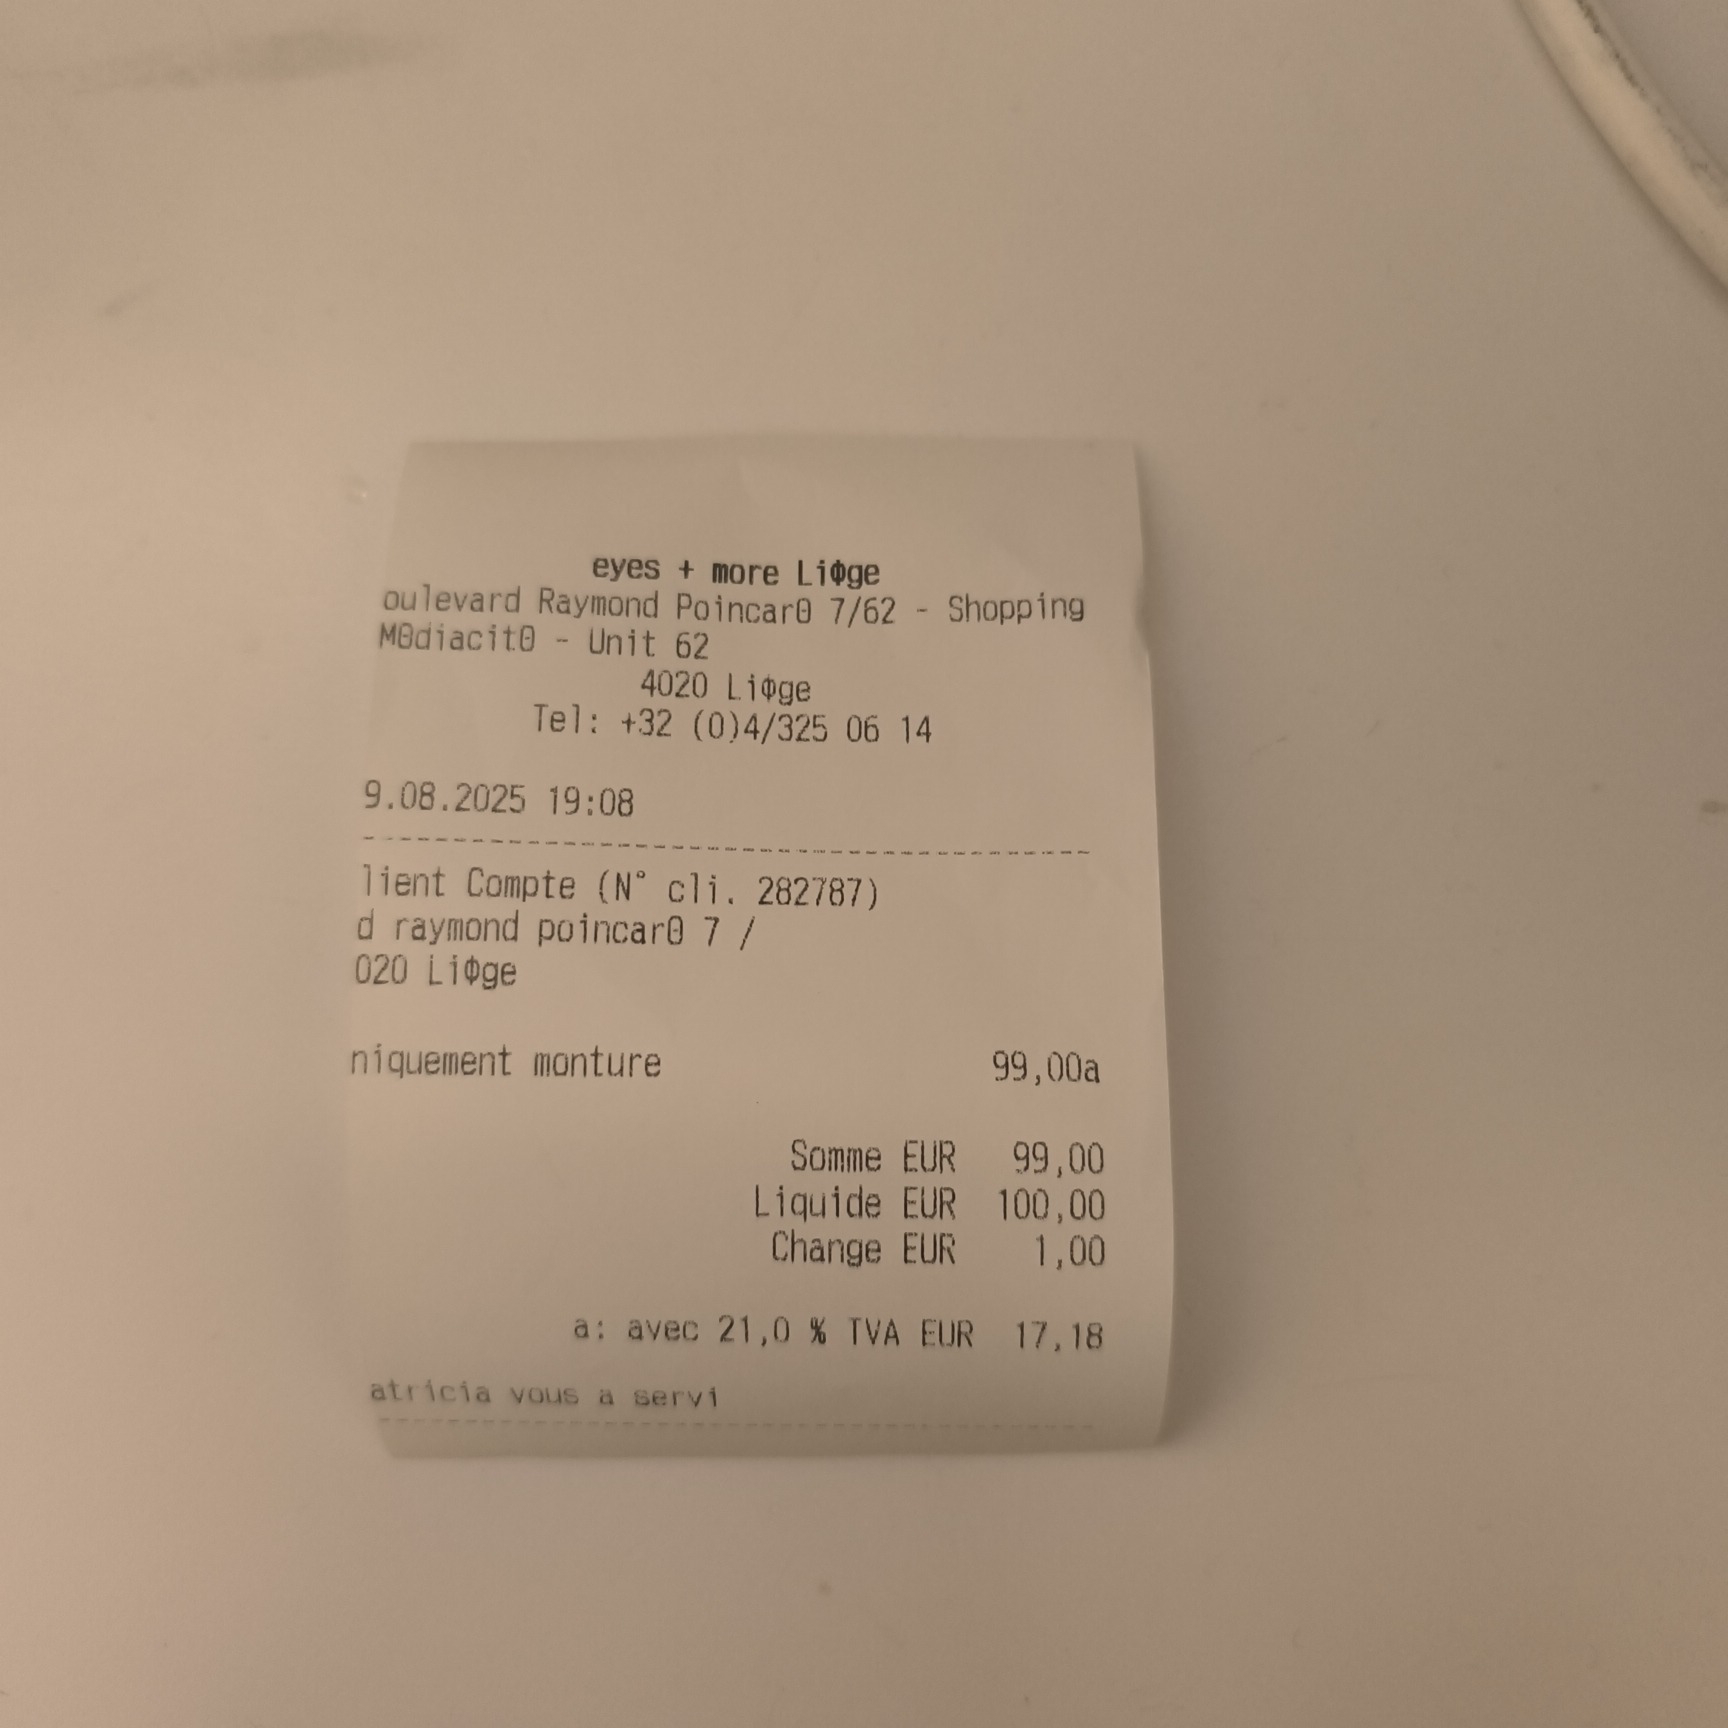 eyes + more LiΦge
oulevard Raymond Poincar0 7/62 - Shopping
M0diacit0 - Unit 62
4020 LiΦge
Tel: +32 (0)4/325 06 14
9.08.2025 19:08
lient Compte (N° cli. 282787)
d raymond poincar0 7 /
020 LiΦge
niquement monture 99,00a
Somme EUR 99,00
Liquide EUR 100,00
Change EUR 1,00
a: avec 21,0 % TVA EUR 17,18
atricia vous a servi